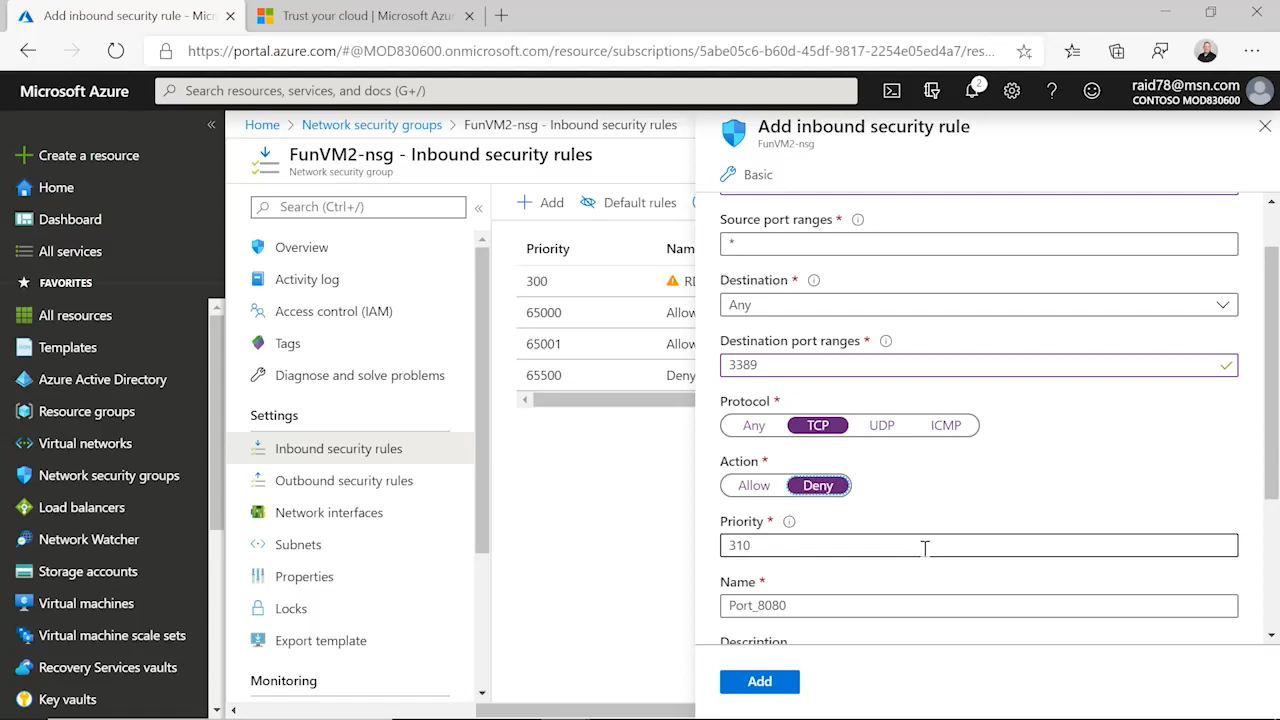 Add inbound security rule - Micr
Trust your cloud | Microsoft Azur
https://portal.azure.com/#@MOD830600.onmicrosoft.com/resource/subscriptions/5abe05c6-b60d-45df-9817-2254e05ed4a7/res...
Microsoft Azure
Search resources, services, and docs (G+/)
2
raid78@msn.com
CONTOSO MOD830600
Create a resource
Home
Dashboard
All services
FAVORITES
All resources
Templates
Azure Active Directory
Resource groups
Virtual networks
Network security groups
Load balancers
Network Watcher
Storage accounts
Virtual machines
Virtual machine scale sets
Recovery Services vaults
Key vaults
Home > Network security groups > FunVM2-nsg - Inbound security rules
FunVM2-nsg - Inbound security rules
Network security group
Search (Ctrl+/)
Overview
Activity log
Access control (IAM)
Tags
Diagnose and solve problems
Settings
Inbound security rules
Outbound security rules
Network interfaces
Subnets
Properties
Locks
Export template
Monitoring
Add
Default rules
Priority Nam
300 RD
65000 Allow
65001 Allow
65500 Deny
Add inbound security rule
FunVM2-nsg
Basic
Source port ranges *
*
Destination *
Any
Destination port ranges *
3389
Protocol *
Any TCP UDP ICMP
Action *
Allow Deny
Priority *
310
Name *
Port_8080
Description
Add